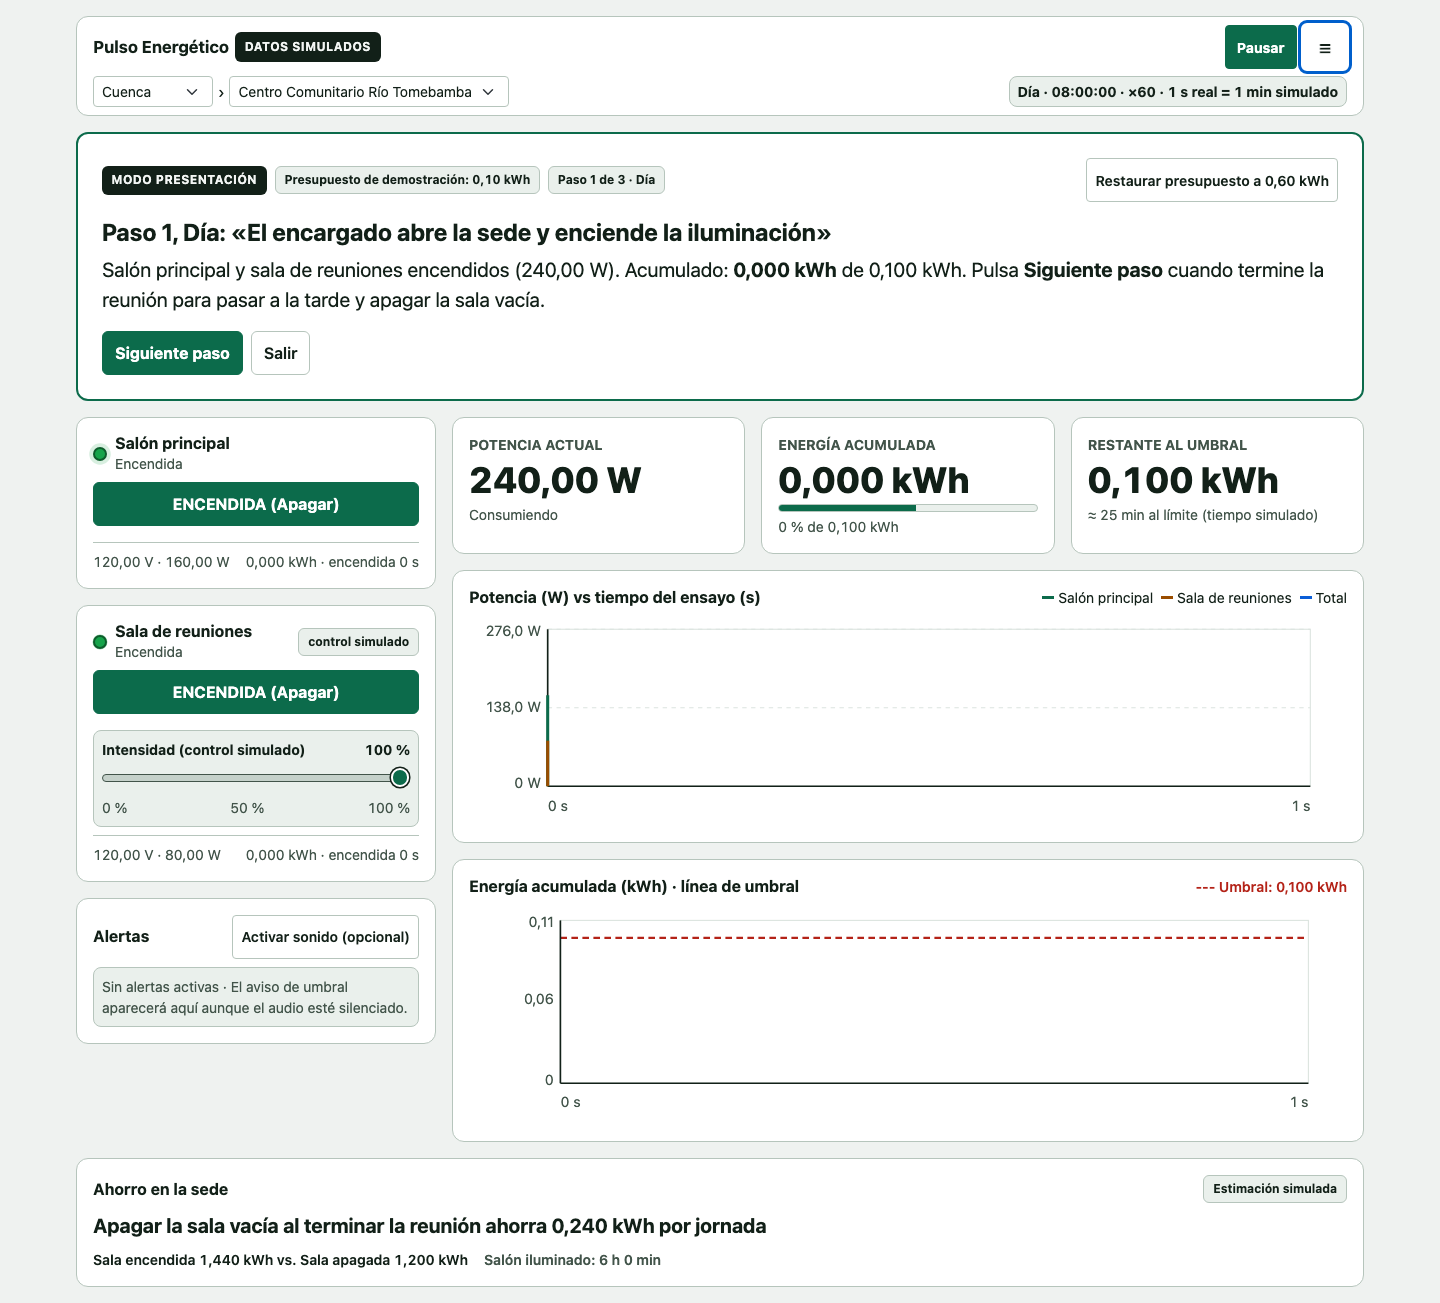 Pulso Energético DATOS SIMULADOS
Pausar ≡
Cuenca › Centro Comunitario Río Tomebamba
Día · 08:00:00 · ×60 · 1 s real = 1 min simulado
MODO PRESENTACIÓN Presupuesto de demostración: 0,10 kWh Paso 1 de 3 · Día
Restaurar presupuesto a 0,60 kWh
Paso 1, Día: «El encargado abre la sede y enciende la iluminación»
Salón principal y sala de reuniones encendidos (240,00 W). Acumulado: 0,000 kWh de 0,100 kWh. Pulsa Siguiente paso cuando termine la
reunión para pasar a la tarde y apagar la sala vacía.
Siguiente paso Salir
Salón principal
Encendida
ENCENDIDA (Apagar)
120,00 V · 160,00 W 0,000 kWh · encendida 0 s
Sala de reuniones
Encendida
control simulado
ENCENDIDA (Apagar)
Intensidad (control simulado) 100 %
0 % 50 % 100 %
120,00 V · 80,00 W 0,000 kWh · encendida 0 s
Alertas
Activar sonido (opcional)
Sin alertas activas · El aviso de umbral
aparecerá aquí aunque el audio esté silenciado.
POTENCIA ACTUAL
240,00 W
Consumiendo
ENERGÍA ACUMULADA
0,000 kWh
0 % de 0,100 kWh
RESTANTE AL UMBRAL
0,100 kWh
≈ 25 min al límite (tiempo simulado)
Potencia (W) vs tiempo del ensayo (s)
Salón principal Sala de reuniones Total
276,0 W
138,0 W
0 W
0 s 1 s
Energía acumulada (kWh) · línea de umbral
--- Umbral: 0,100 kWh
0,11
0,06
0
0 s 1 s
Ahorro en la sede
Estimación simulada
Apagar la sala vacía al terminar la reunión ahorra 0,240 kWh por jornada
Sala encendida 1,440 kWh vs. Sala apagada 1,200 kWh Salón iluminado: 6 h 0 min